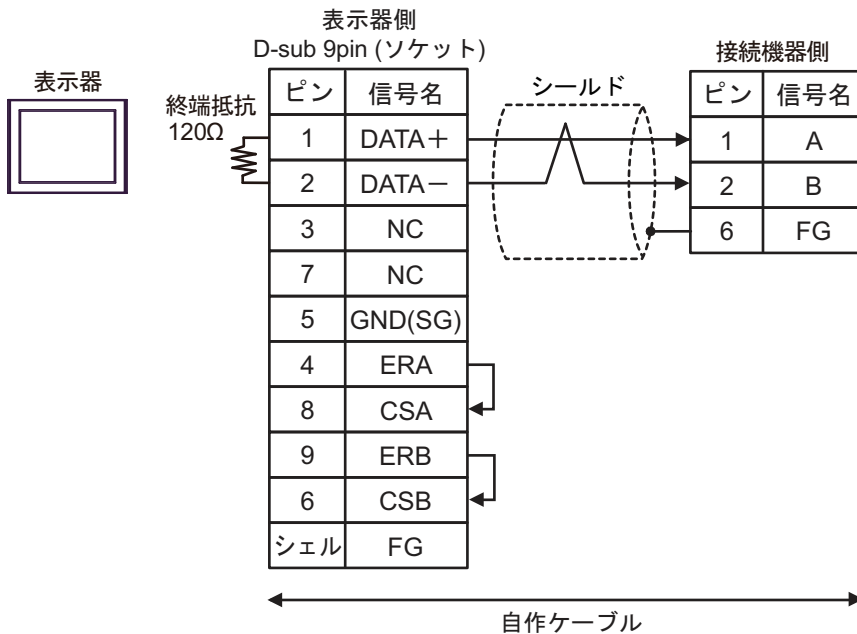 表示器側
D-sub 9pin (ソケット)
接続機器側
表示器
終端抵抗
120Ω
シールド
ピン 信号名
1 DATA＋
2 DATA－
3 NC
7 NC
5 GND(SG)
4 ERA
8 CSA
9 ERB
6 CSB
シェル FG
ピン 信号名
1 A
2 B
6 FG
自作ケーブル